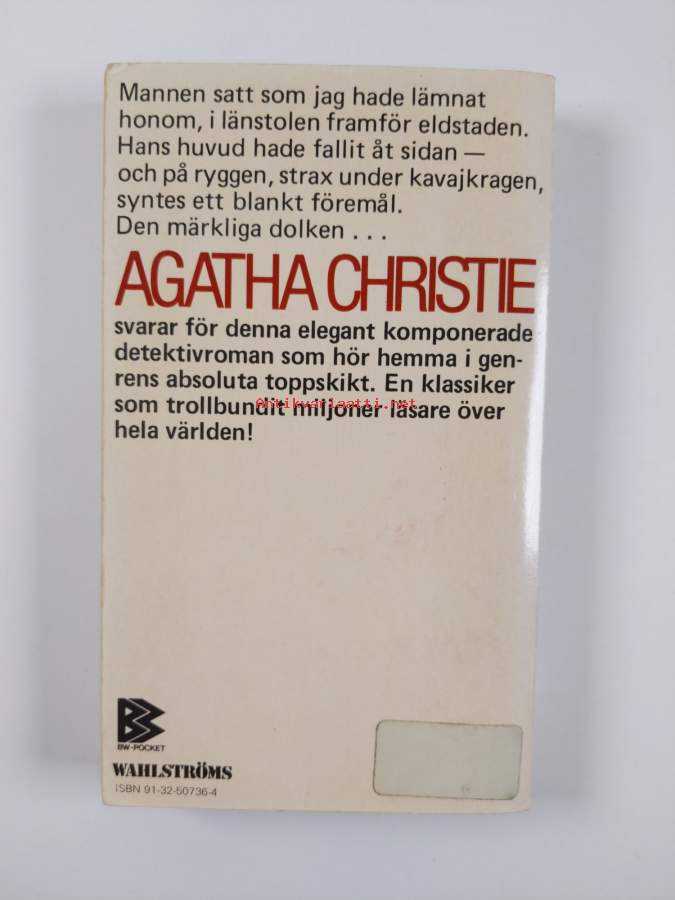 Mannen satt som jag hade lämnat
honom, i länstolen framför eldstaden.
Hans huvud hade fallit åt sidan —
och på ryggen, strax under kavajkragen,
syntes ett blankt föremål.
Den märkliga dolken . . .
AGATHA CHRISTIE
svarar för denna elegant komponerade
detektivroman som hör hemma i gen-
rens absoluta toppskikt. En klassiker
som trollbundit miljoner läsare över
Antikvariaatti.net
hela världen!
BW-POCKET
WAHLSTRÖMS
ISBN 91-32-50736-4